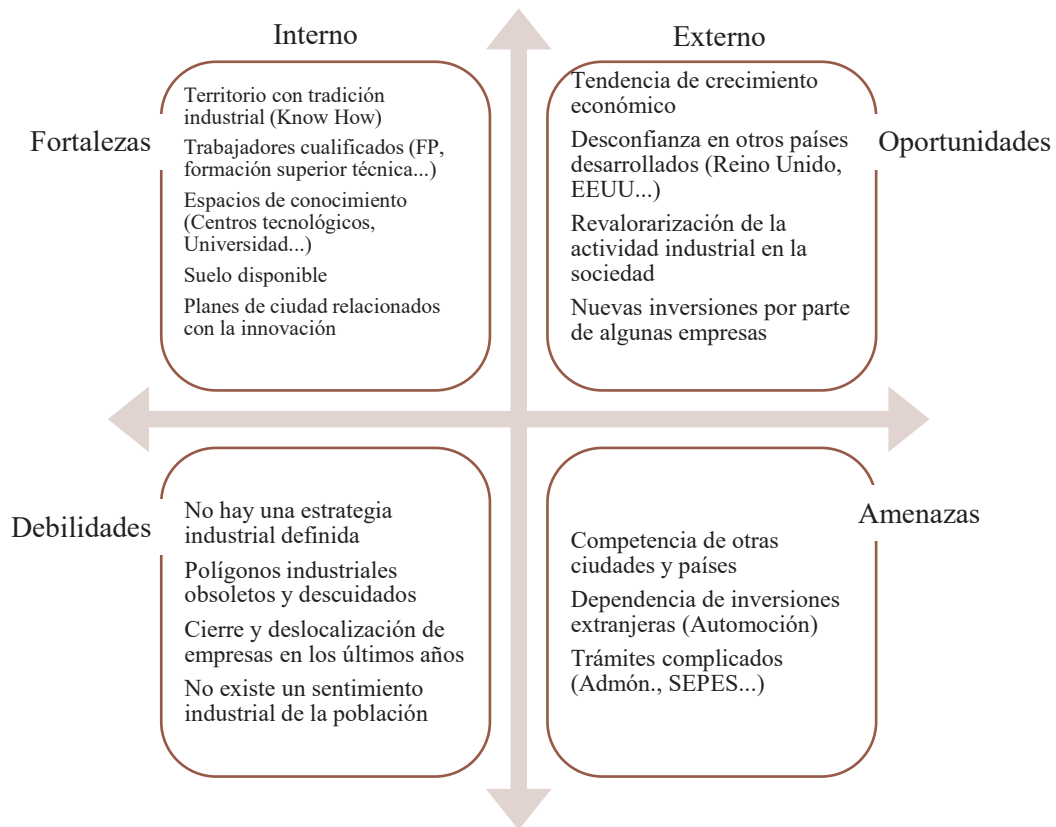 Interno
Externo
Fortalezas
Territorio con tradición
industrial (Know How)
Trabajadores cualificados (FP,
formación superior técnica...)
Espacios de conocimiento
(Centros tecnológicos,
Universidad...)
Suelo disponible
Planes de ciudad relacionados
con la innovación
Tendencia de crecimiento
económico
Desconfianza en otros países
desarrollados (Reino Unido,
EEUU...)
Revalorarización de la
actividad industrial en la
sociedad
Nuevas inversiones por parte
de algunas empresas
Oportunidades
Debilidades
No hay una estrategia
industrial definida
Polígonos industriales
obsoletos y descuidados
Cierre y deslocalización de
empresas en los últimos años
No existe un sentimiento
industrial de la población
Amenazas
Competencia de otras
ciudades y países
Dependencia de inversiones
extranjeras (Automoción)
Trámites complicados
(Admón., SEPES...)